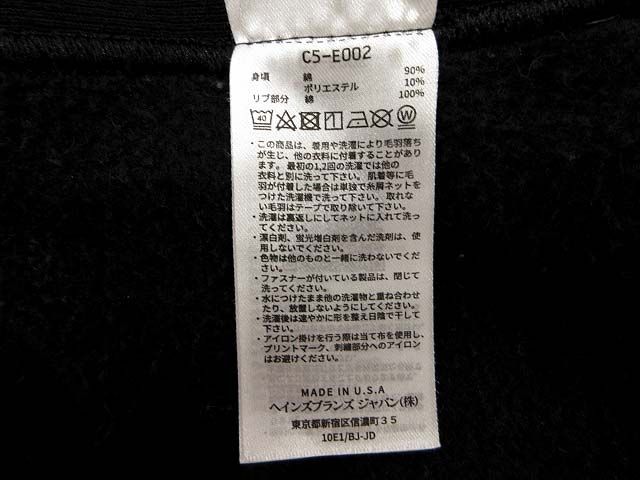 C5-E002
身頃 綿 90%
ポリエステル 10%
リブ部分 綿 100%
40 W
・この商品は、着用や洗濯により毛羽落ち
が生じ、他の衣料に付着することがあり
ます。最初の1,2回の洗濯では他の
衣料と別に洗って下さい。肌着等に毛
羽が付着した場合は単独で糸屑ネットを
つけた洗濯機で洗って下さい。取れな
い毛羽はテープで取り除いて下さい。
・洗濯は裏返しにしてネットに入れて洗っ
てください。
・漂白剤、蛍光増白剤を含んだ洗剤は、使
用しないでください。
・色物は他のものと一緒に洗わないでくだ
さい。
・ファスナーが付いている製品は、閉じて
洗ってください。
・水につけたまま他の洗濯物と重ね合わせ
たり、放置しないようにしてください。
・洗濯後は速やかに形を整え日陰で干して
下さい。
・アイロン掛けを行う際は当て布を使用し、
プリントマーク、刺繍部分へのアイロン
はお避けください。
MADE IN U.S.A
ヘインズブランズ ジャパン(株)
東京都新宿区信濃町35
10E1/BJ-JD